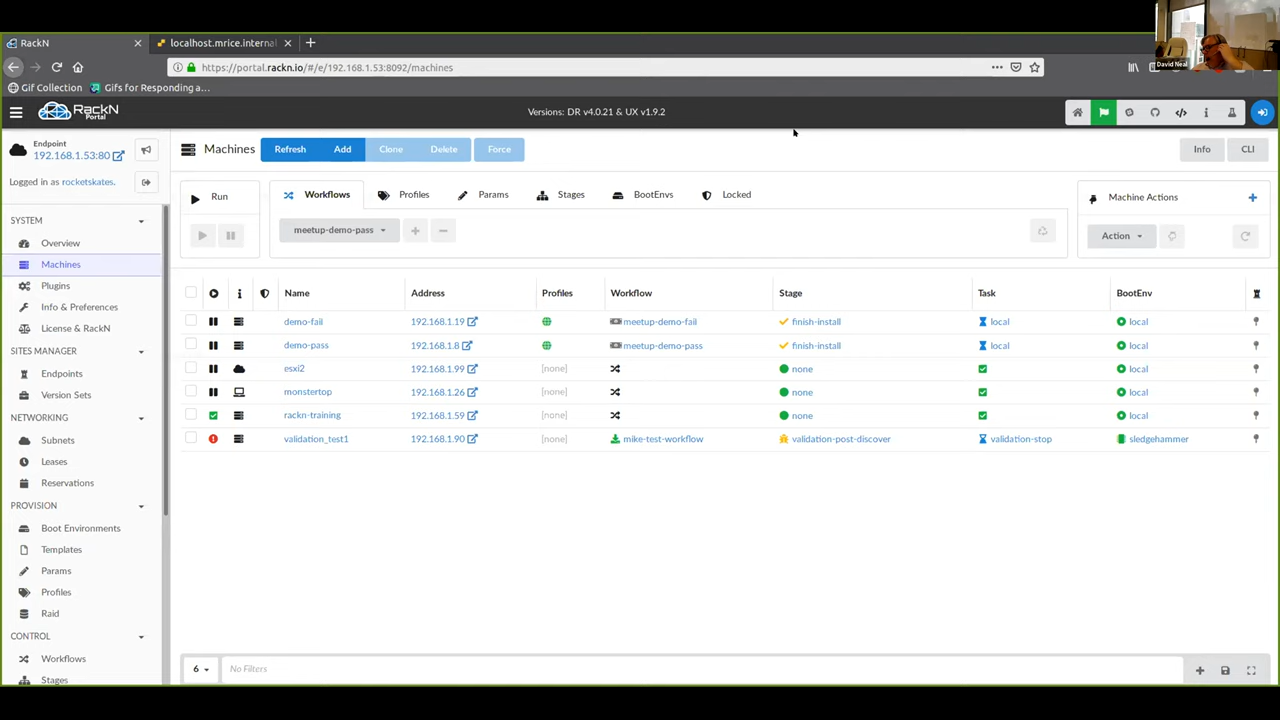 David Neal
RackN
localhost.mrice.interna
https://portal.rackn.io/#/e/192.168.1.53:8092/machines
Gif Collection
Gifs for Responding a...
RackN
Portal
Versions: DR v4.0.21 & UX v1.9.2
Endpoint
192.168.1.53:80
Logged in as rocketskates.
Machines
Refresh
Add
Clone
Delete
Force
Info
CLI
Run
Workflows
Profiles
Params
Stages
BootEnvs
Locked
Machine Actions
meetup-demo-pass
Action
SYSTEM
Overview
Machines
Plugins
Info & Preferences
License & RackN
SITES MANAGER
Endpoints
Version Sets
NETWORKING
Subnets
Leases
Reservations
PROVISION
Boot Environments
Templates
Params
Profiles
Raid
CONTROL
Workflows
Stages
Name Address Profiles Workflow Stage Task BootEnv
demo-fail 192.168.1.19 meetup-demo-fail finish-install local local
demo-pass 192.168.1.8 meetup-demo-pass finish-install local local
esxi2 192.168.1.99 [none] none local
monstertop 192.168.1.26 [none] none local
rackn-training 192.168.1.59 [none] none local
validation_test1 192.168.1.90 [none] mike-test-workflow validation-post-discover validation-stop sledgehammer
6
No Filters